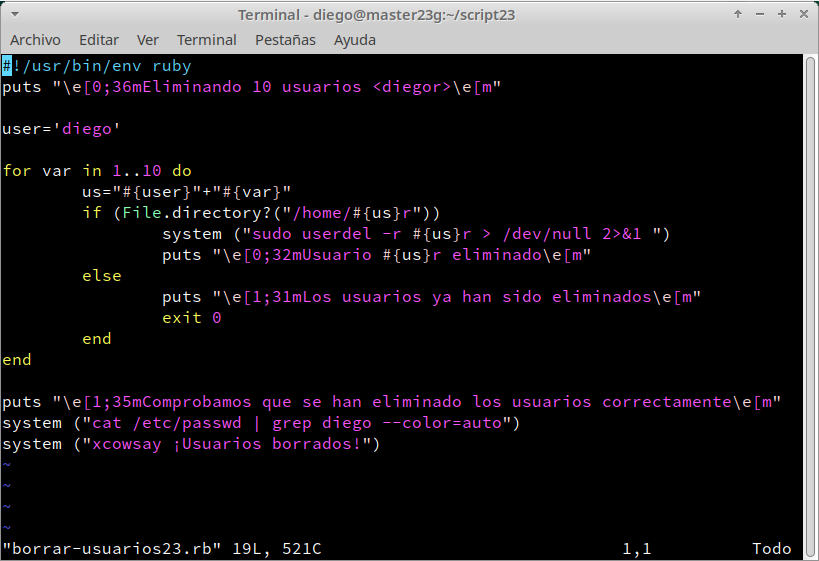 Terminal - diego@master23g:~/script23
Archivo Editar Ver Terminal Pestañas Ayuda
#!/usr/bin/env ruby
puts "\e[0;36mEliminando 10 usuarios <diegor>\e[m"
user='diego'
for var in 1..10 do
us="#{user}"+"#{var}"
if (File.directory?("/home/#{us}r"))
system ("sudo userdel -r #{us}r > /dev/null 2>&1 ")
puts "\e[0;32mUsuario #{us}r eliminado\e[m"
else
puts "\e[1;31mLos usuarios ya han sido eliminados\e[m"
exit 0
end
end
puts "\e[1;35mComprobamos que se han eliminado los usuarios correctamente\e[m"
system ("cat /etc/passwd | grep diego --color=auto")
system ("xcowsay ¡Usuarios borrados!")
~
~
~
~
"borrar-usuarios23.rb" 19L, 521C 1,1 Todo